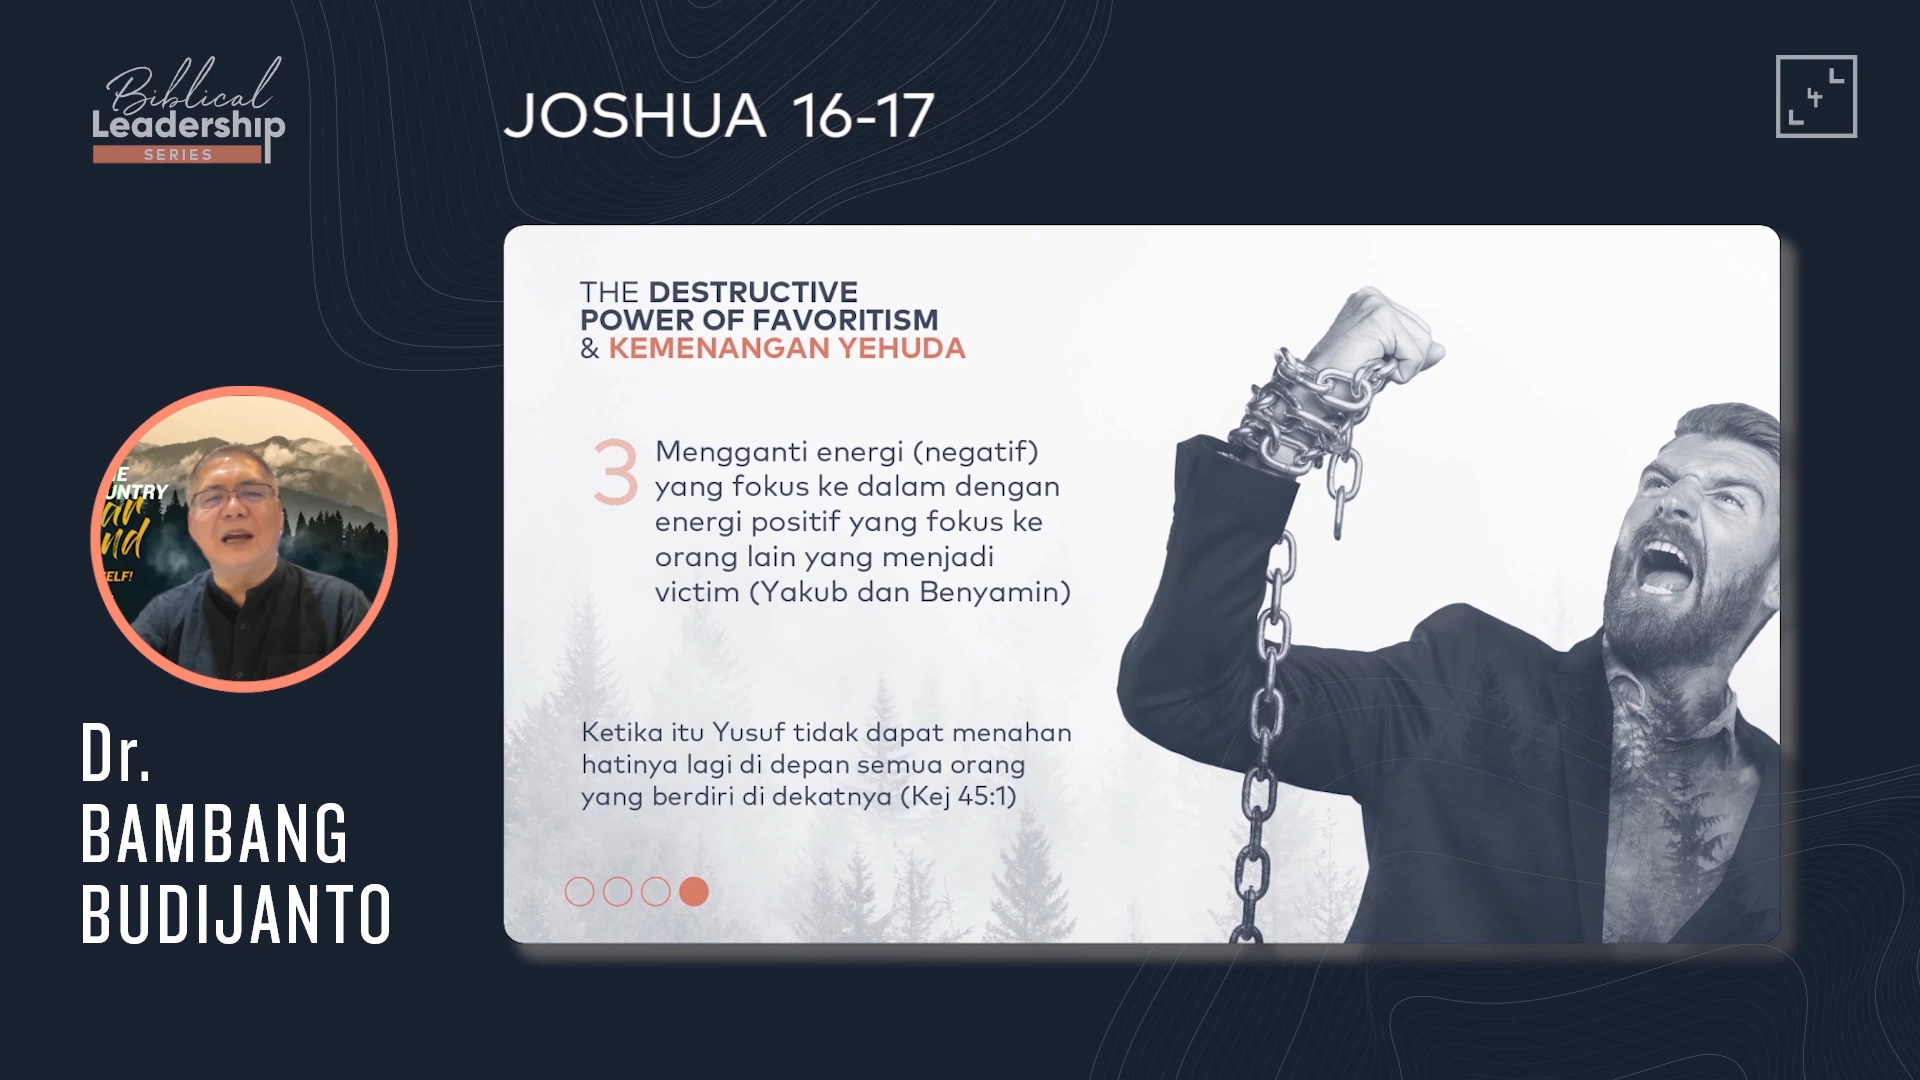 Biblical
Leadership
SERIES
JOSHUA 16-17
THE DESTRUCTIVE
POWER OF FAVORITISM
& KEMENANGAN YEHUDA
3
Mengganti energi (negatif)
yang fokus ke dalam dengan
energi positif yang fokus ke
orang lain yang menjadi
victim (Yakub dan Benyamin)
Ketika itu Yusuf tidak dapat menahan
hatinya lagi di depan semua orang
yang berdiri di dekatnya (Kej 45:1)
UNTRY
ELF!
Dr.
BAMBANG
BUDIJANTO